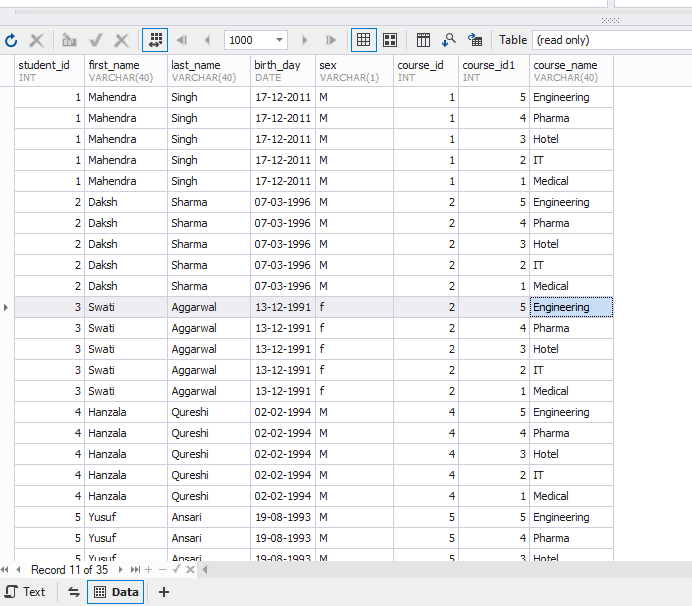 1000 Table (read only)
student_id first_name last_name birth_day sex course_id course_id1 course_name
INT VARCHAR(40) VARCHAR(40) DATE VARCHAR(1) INT INT VARCHAR(40)
1 Mahendra Singh 17-12-2011 M 1 5 Engineering
1 Mahendra Singh 17-12-2011 M 1 4 Pharma
1 Mahendra Singh 17-12-2011 M 1 3 Hotel
1 Mahendra Singh 17-12-2011 M 1 2 IT
1 Mahendra Singh 17-12-2011 M 1 1 Medical
2 Daksh Sharma 07-03-1996 M 2 5 Engineering
2 Daksh Sharma 07-03-1996 M 2 4 Pharma
2 Daksh Sharma 07-03-1996 M 2 3 Hotel
2 Daksh Sharma 07-03-1996 M 2 2 IT
2 Daksh Sharma 07-03-1996 M 2 1 Medical
3 Swati Aggarwal 13-12-1991 f 2 5 Engineering
3 Swati Aggarwal 13-12-1991 f 2 4 Pharma
3 Swati Aggarwal 13-12-1991 f 2 3 Hotel
3 Swati Aggarwal 13-12-1991 f 2 2 IT
3 Swati Aggarwal 13-12-1991 f 2 1 Medical
4 Hanzala Qureshi 02-02-1994 M 4 5 Engineering
4 Hanzala Qureshi 02-02-1994 M 4 4 Pharma
4 Hanzala Qureshi 02-02-1994 M 4 3 Hotel
4 Hanzala Qureshi 02-02-1994 M 4 2 IT
4 Hanzala Qureshi 02-02-1994 M 4 1 Medical
5 Yusuf Ansari 19-08-1993 M 5 5 Engineering
5 Yusuf Ansari 19-08-1993 M 5 4 Pharma
5 Yusuf Ansari 19-08-1993 M 5 3 Hotel
Record 11 of 35
Text Data